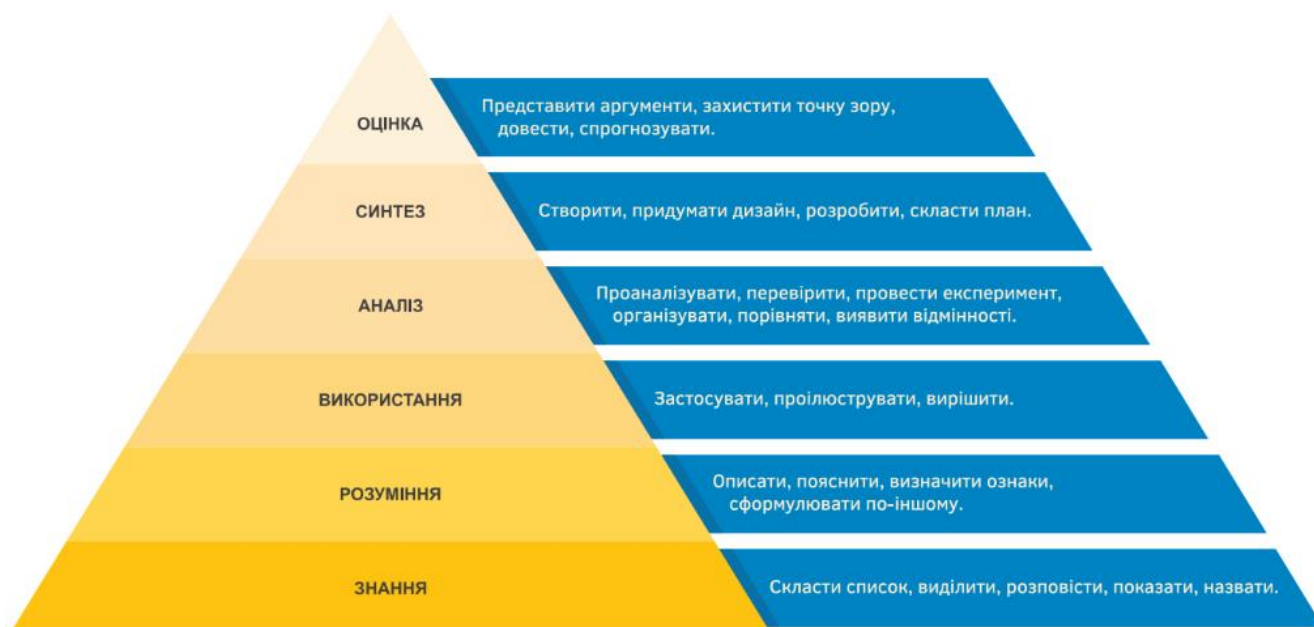 ОЦІНКА
Представити аргументи, захистити точку зору,
довести, спрогнозувати.
СИНТЕЗ
Створити, придумати дизайн, розробити, скласти план.
АНАЛІЗ
Проаналізувати, перевірити, провести експеримент,
організувати, порівняти, виявити відмінності.
ВИКОРИСТАННЯ
Застосувати, проілюструвати, вирішити.
РОЗУМІННЯ
Описати, пояснити, визначити ознаки,
сформулювати по-іншому.
ЗНАННЯ
Скласти список, виділити, розповісти, показати, назвати.